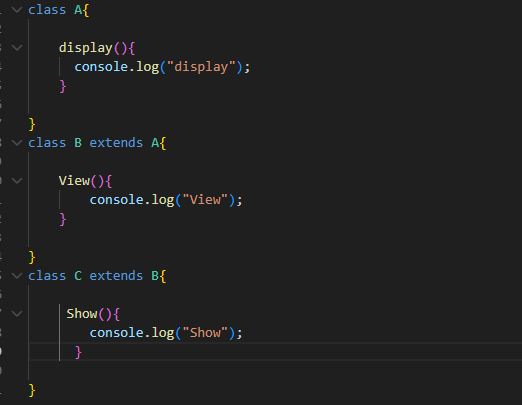 class A{
display(){
console.log("display");
}
}
class B extends A{
View(){
console.log("View");
}
}
class C extends B{
Show(){
console.log("Show");
}
}